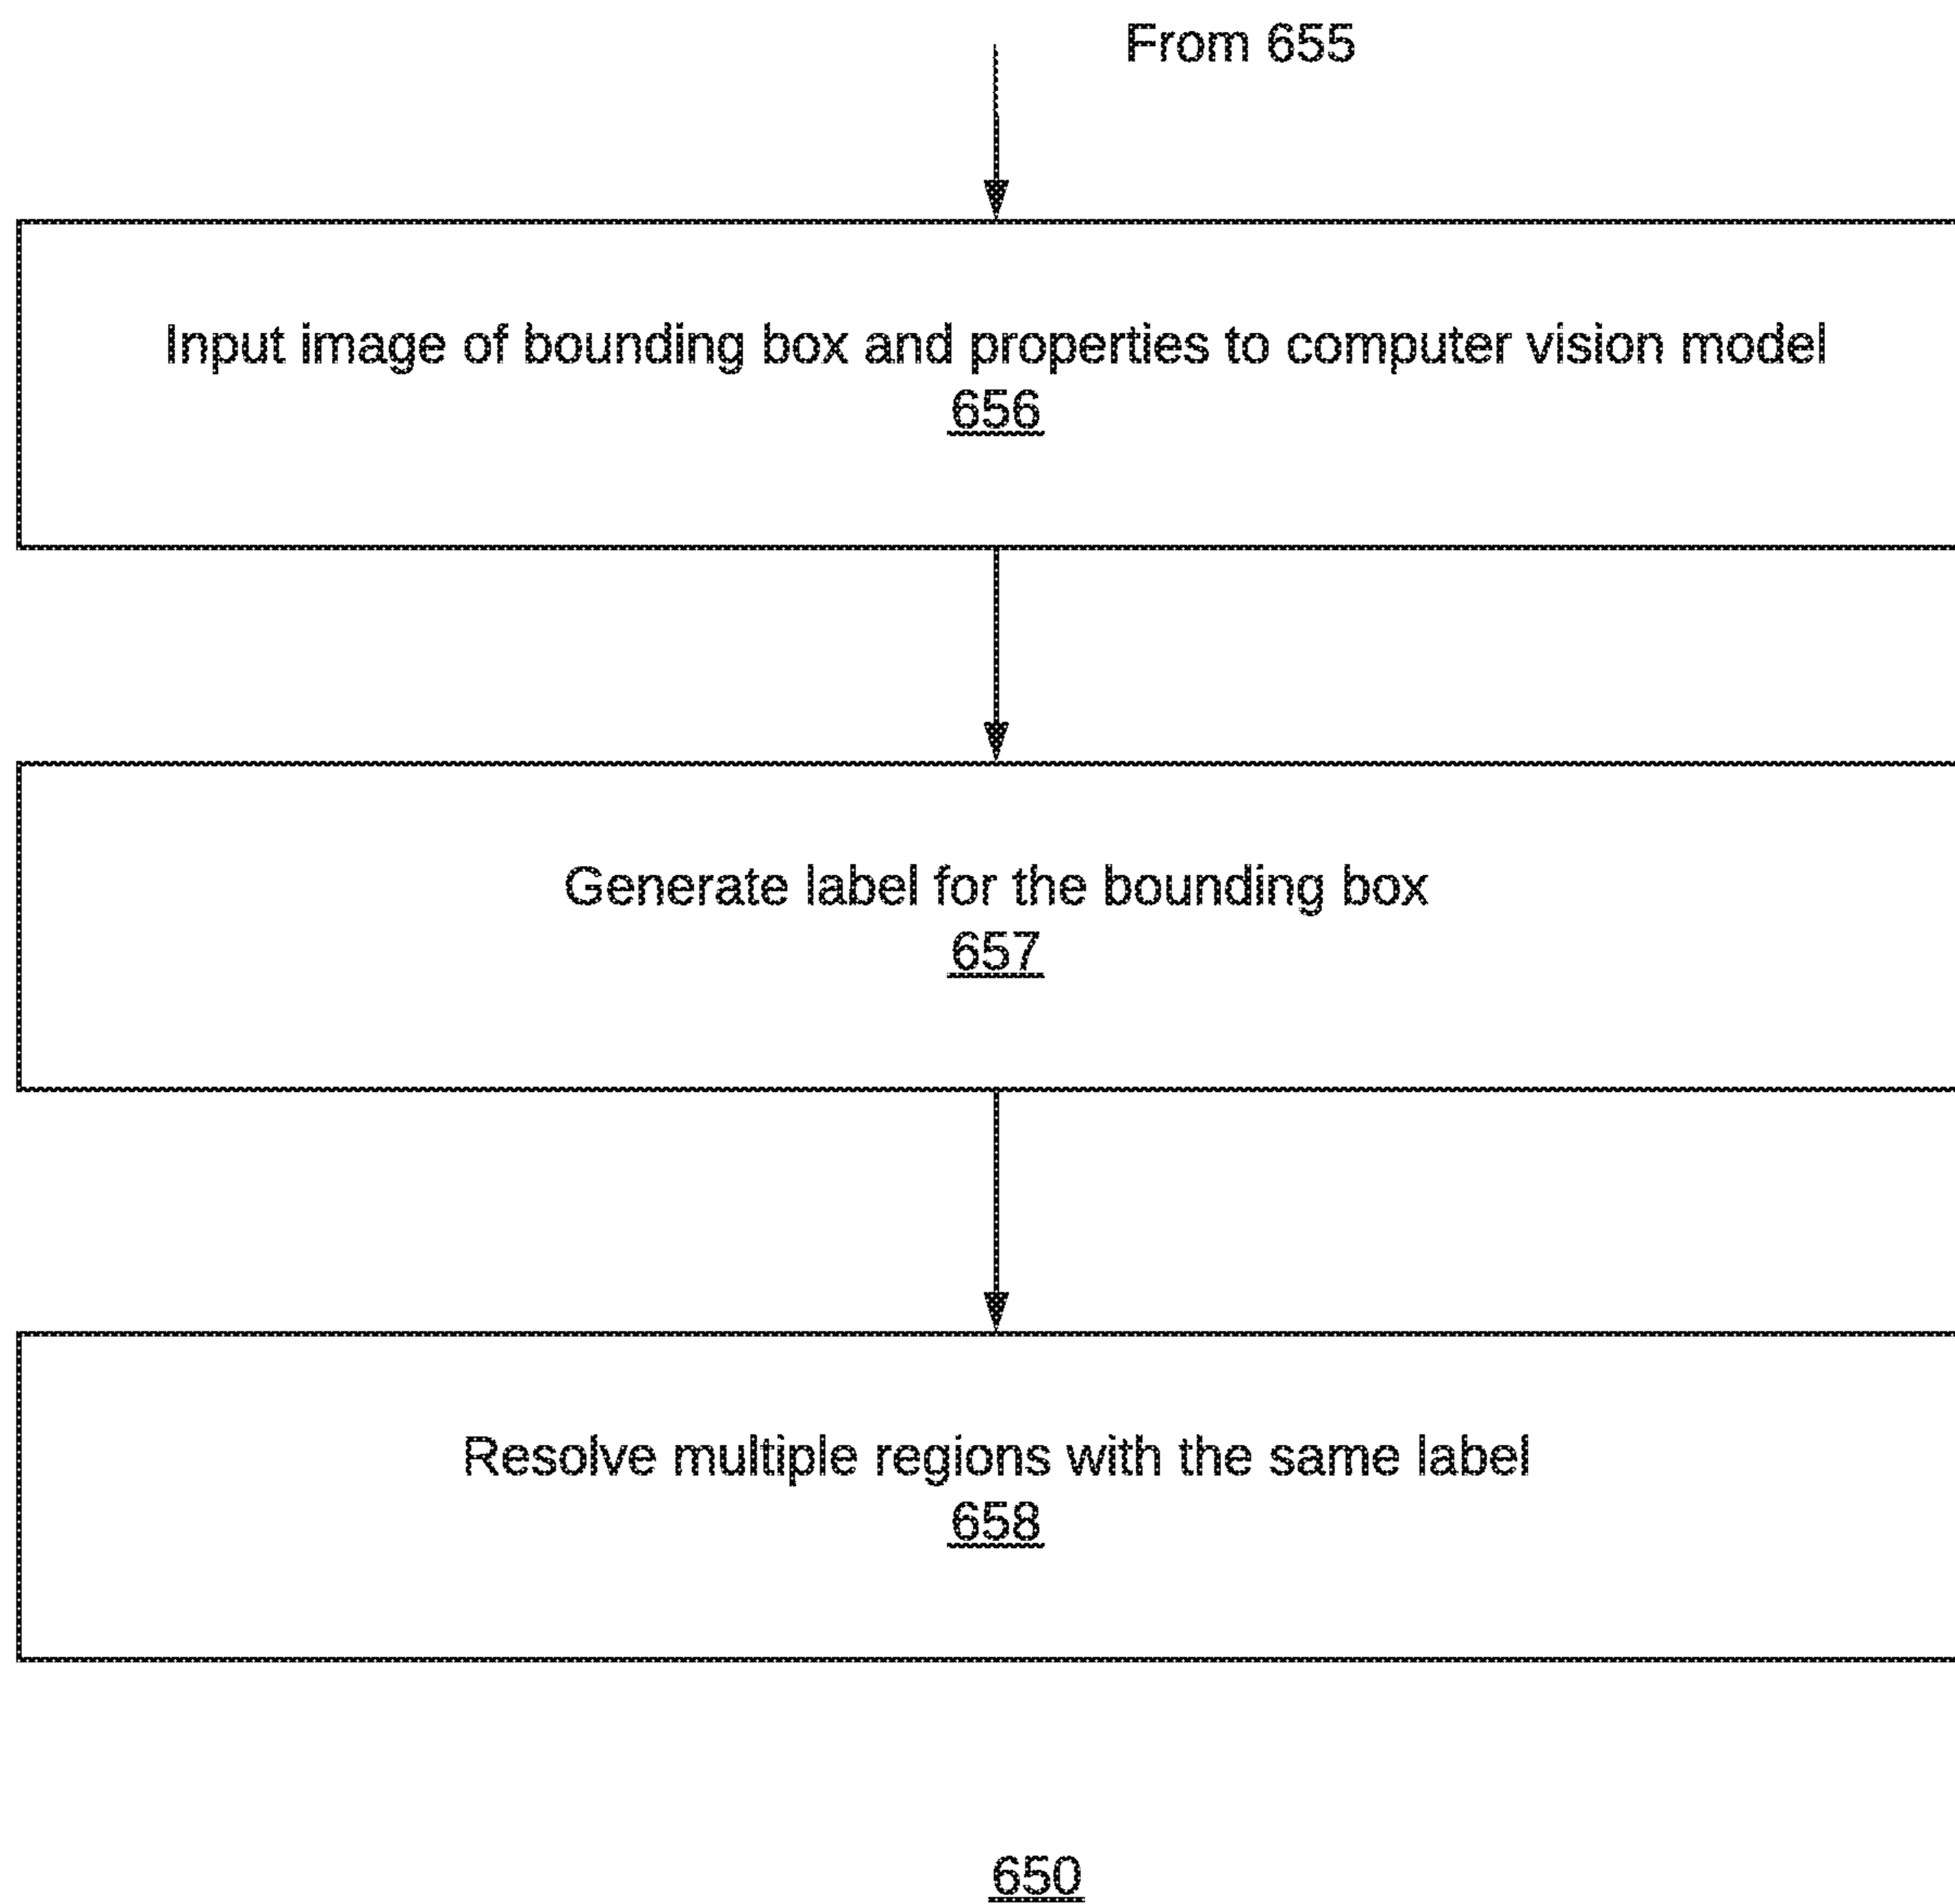 From 655
Input image of bounding box and properties to computer vision model
656
Generate label for the bounding box
657
Resolve multiple regions with the same label
658
650